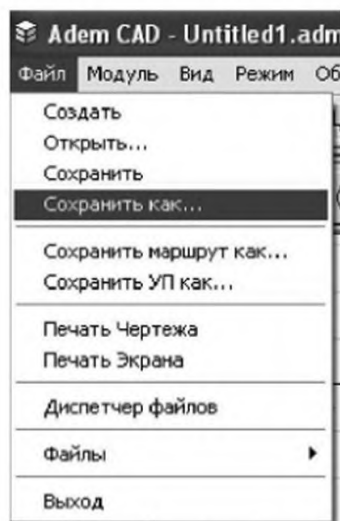 Adem CAD - Untitled1.adm
Файл Модуль Вид Режим Об
Создать
Открыть...
Сохранить
Сохранить как...
Сохранить маршрут как...
Сохранить УП как...
Печать Чертежа
Печать Экрана
Диспетчер файлов
Файлы
Выход